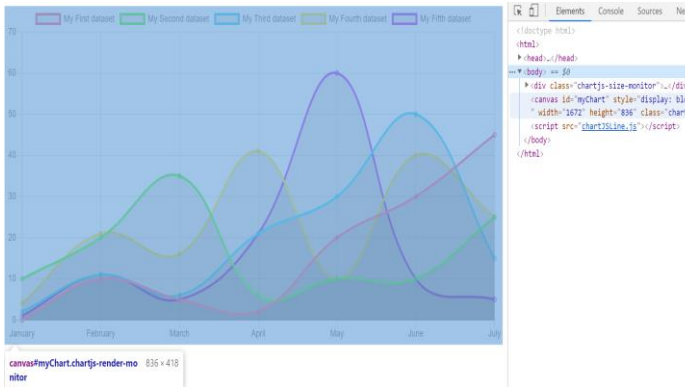 My First dataset My Second dataset My Third dataset My Fourth dataset My Fifth dataset
70
60
50
40
30
20
10
0
January February March April May June July
canvas#myChart.chartjs-render-mo 836 × 418
nitor
Elements Console Sources Ne
<!doctype html>
<html>
<head>…</head>
<body> == $0
<div class="chartjs-size-monitor">…</di
<canvas id="myChart" style="display: bl
" width="1672" height="836" class="char
<script src="chartJSLine.js"></script>
</body>
</html>